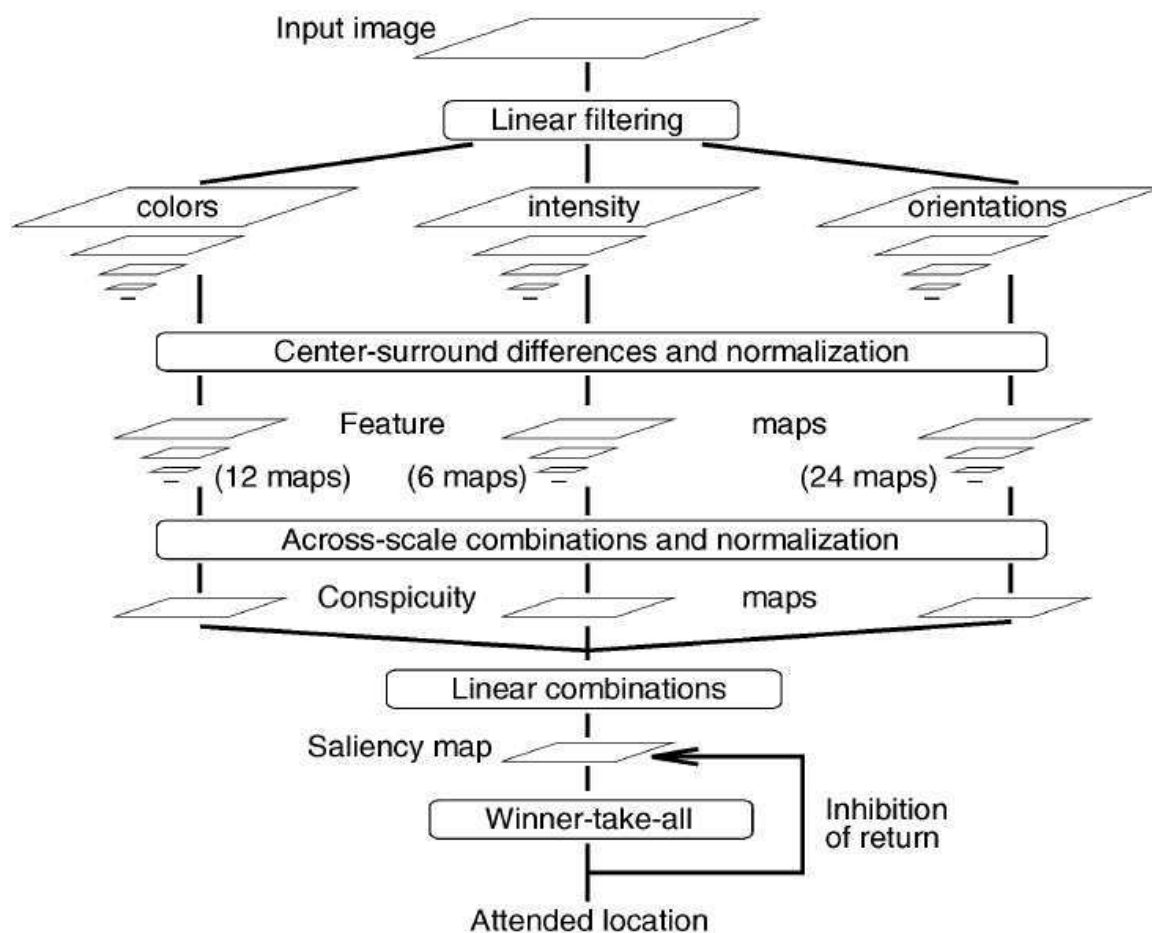 Input image
Linear filtering
colors intensity orientations
Center-surround differences and normalization
Feature maps
(12 maps) (6 maps) (24 maps)
Across-scale combinations and normalization
Conspicuity maps
Linear combinations
Saliency map
Winner-take-all
Inhibition
of return
Attended location